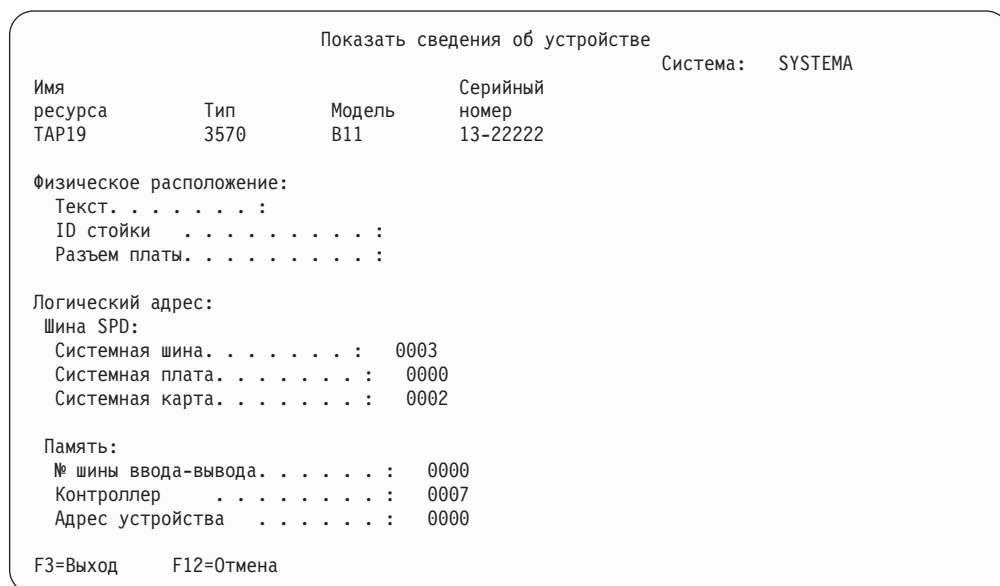 Показать сведения об устройстве
Система: SYSTEMA
Имя Серийный
ресурса Тип Модель номер
TAP19 3570 B11 13-22222
Физическое расположение:
Текст. . . . . . . :
ID стойки . . . . . . . . . :
Разъем платы. . . . . . . . . :
Логический адрес:
Шина SPD:
Системная шина. . . . . . . : 0003
Системная плата. . . . . . . : 0000
Системная карта. . . . . . . : 0002
Память:
№ шины ввода-вывода. . . . . . : 0000
Контроллер . . . . . . . . : 0007
Адрес устройства . . . . . . : 0000
F3=Выход F12=Отмена